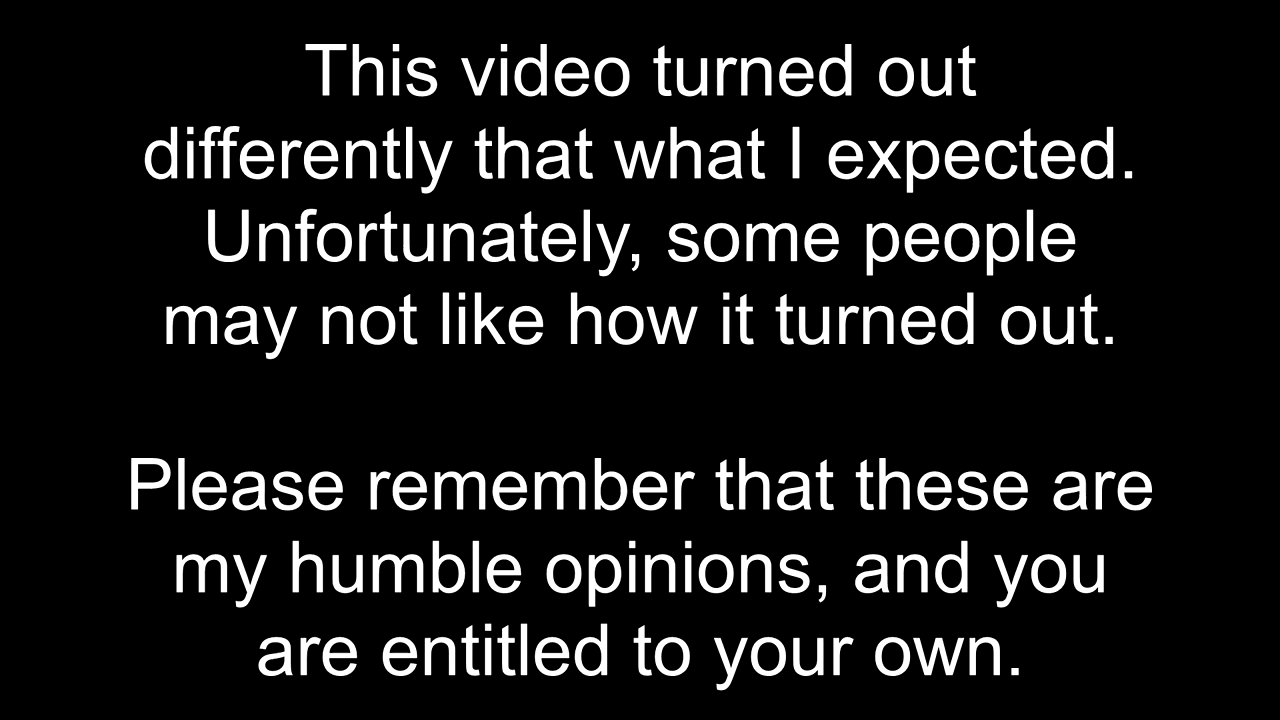 This video turned out
differently that what I expected.
Unfortunately, some people
may not like how it turned out.
Please remember that these are
my humble opinions, and you
are entitled to your own.